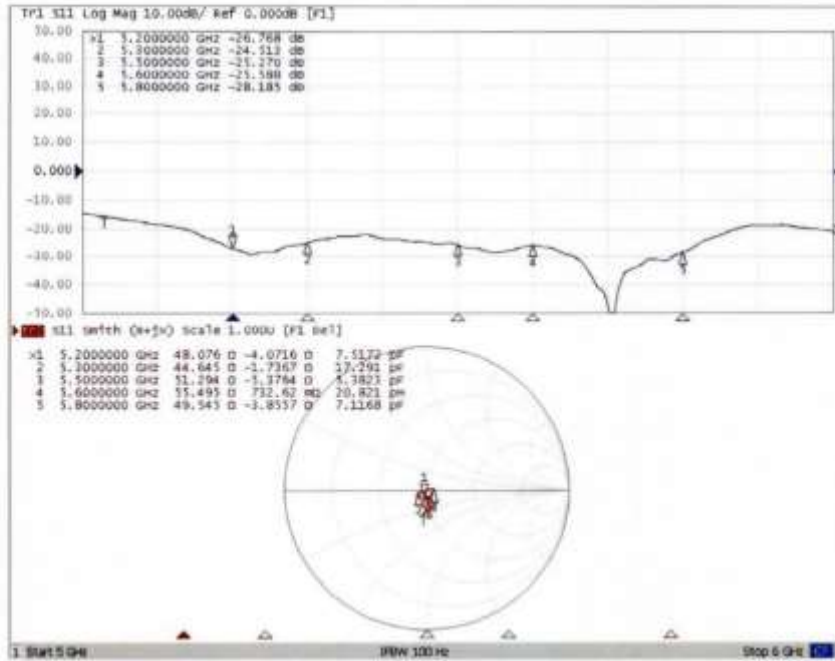 Tr1 S11 Log Mag 10.00dB/ Ref 0.000dB [F1]
50.00
40.00
30.00
20.00
10.00
0.000
-10.00
-20.00
-30.00
-40.00
-50.00
>1 5.2000000 GHz -26.768 dB
2 5.3000000 GHz -24.513 dB
3 5.5000000 GHz -25.270 dB
4 5.6000000 GHz -25.588 dB
5 5.8000000 GHz -28.185 dB
S11 Smith (R+jX) Scale 1.000U [F1 Del]
>1 5.2000000 GHz 48.076 Ω -4.0716 Ω 7.5172 pF
2 5.3000000 GHz 44.645 Ω -1.7367 Ω 17.291 pF
3 5.5000000 GHz 51.294 Ω -5.3764 Ω 5.3823 pF
4 5.6000000 GHz 55.495 Ω 732.62 mΩ 20.821 pH
5 5.8000000 GHz 49.545 Ω -3.8557 Ω 7.1168 pF
1 Start 5 GHz IFBW 100 Hz Stop 6 GHz